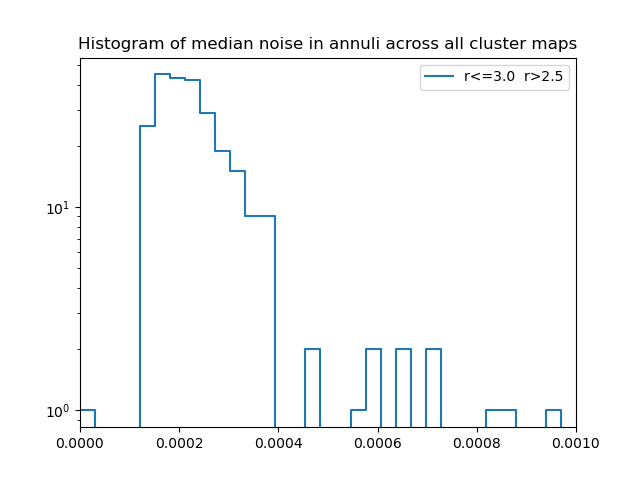 Histogram of median noise in annuli across all cluster maps
r<=3.0  r>2.5
10¹
10⁰
0.0000 0.0002 0.0004 0.0006 0.0008 0.0010